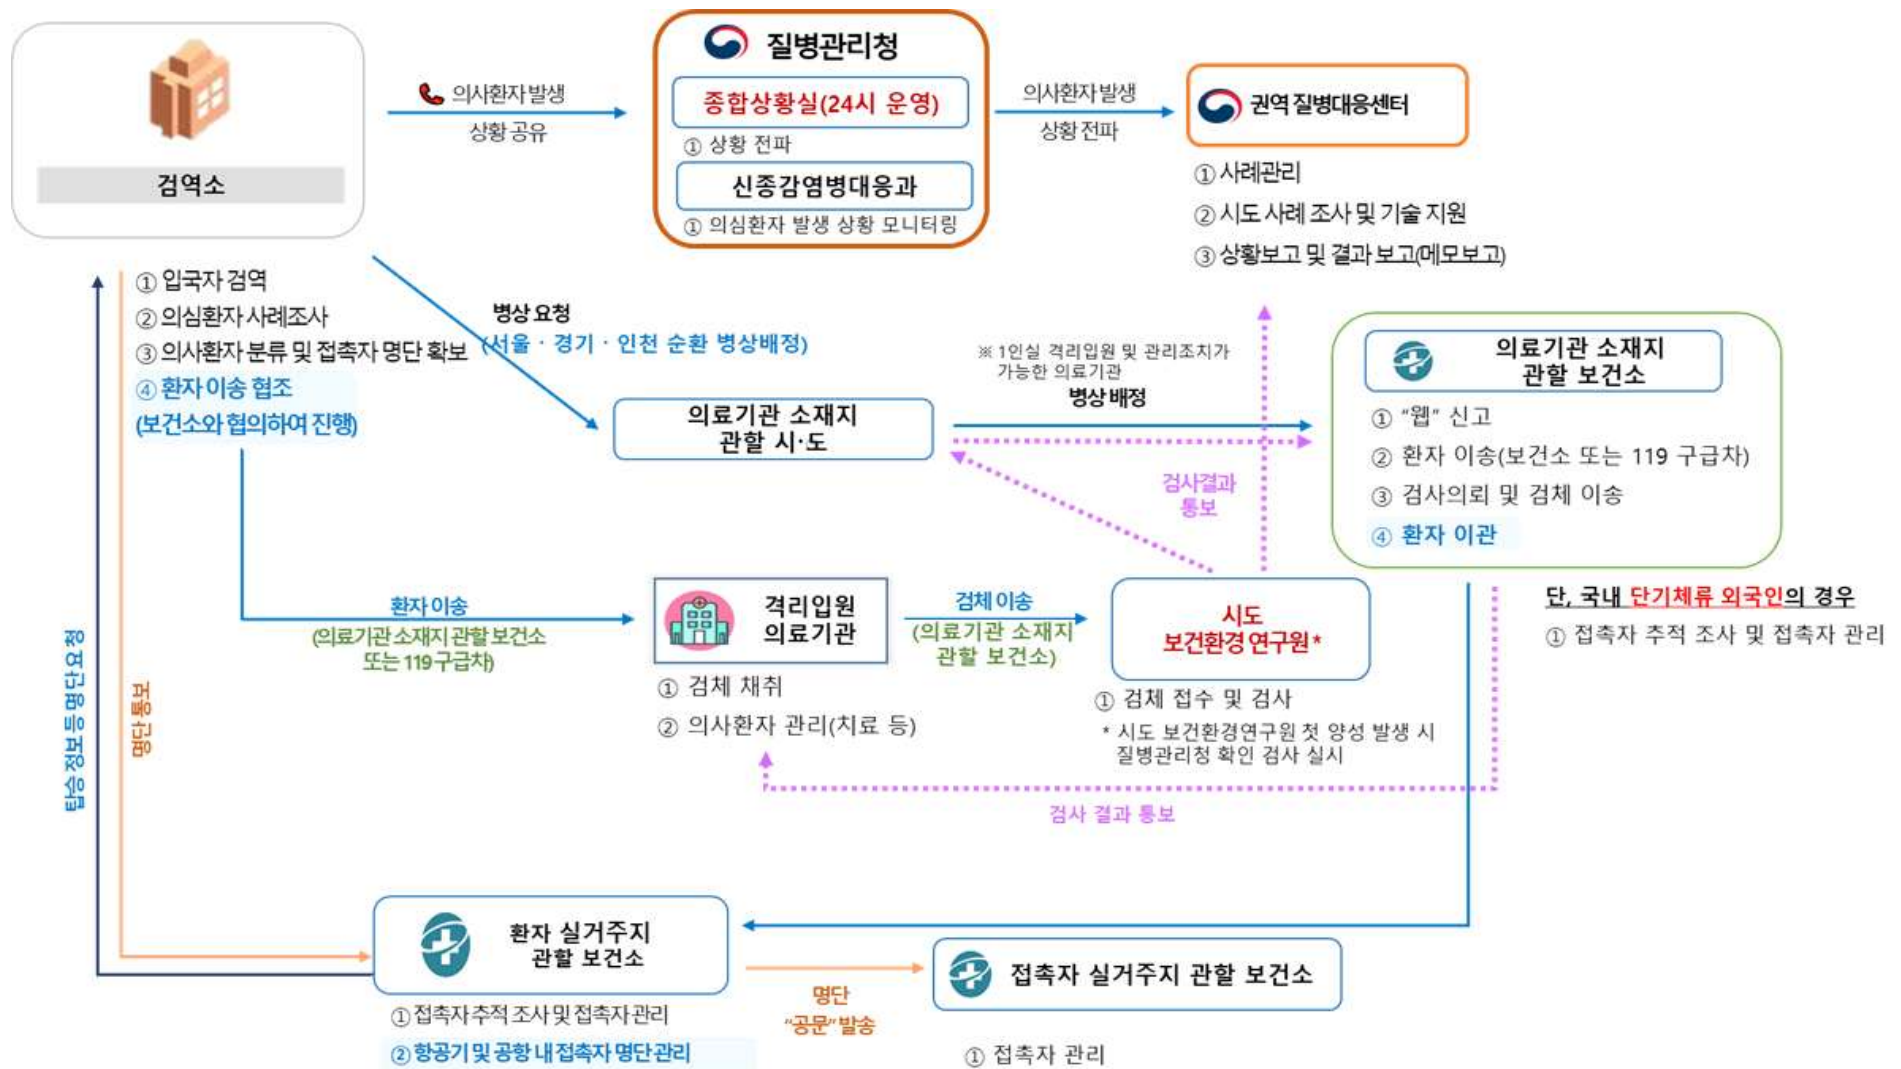 검역소
① 입국자 검역
② 의심환자 사례조사
③ 의사환자 분류 및 접촉자 명단 확보
④ 환자 이송 협조
(보건소와 협의하여 진행)
의사환자 발생
상황 공유
질병관리청
종합상황실(24시 운영)
① 상황 전파
신종감염병대응과
① 의심환자 발생 상황 모니터링
의사환자 발생
상황 전파
권역 질병대응센터
① 사례관리
② 시도 사례 조사 및 기술 지원
③ 상황보고 및 결과 보고(메모보고)
병상 요청
(서울 · 경기 · 인천 순환 병상배정)
의료기관 소재지
관할 시·도
※ 1인실 격리입원 및 관리조치가
가능한 의료기관
병상 배정
검사결과
통보
의료기관 소재지
관할 보건소
① “웹” 신고
② 환자 이송(보건소 또는 119 구급차)
③ 검사의뢰 및 검체 이송
④ 환자 이관
단, 국내 단기체류 외국인의 경우
① 접촉자 추적 조사 및 접촉자 관리
환자 이송
(의료기관 소재지 관할 보건소
또는 119 구급차)
격리입원
의료기관
① 검체 채취
② 의사환자 관리(치료 등)
검체 이송
(의료기관 소재지
관할 보건소)
시도
보건환경 연구원*
① 검체 접수 및 검사
* 시도 보건환경연구원 첫 양성 발생 시
질병관리청 확인 검사 실시
검사 결과 통보
탑승 정보 등 명단 요청
명단 통보
환자 실거주지
관할 보건소
① 접촉자 추적 조사 및 접촉자 관리
② 항공기 및 공항 내 접촉자 명단 관리
명단
“공문” 발송
접촉자 실거주지 관할 보건소
① 접촉자 관리